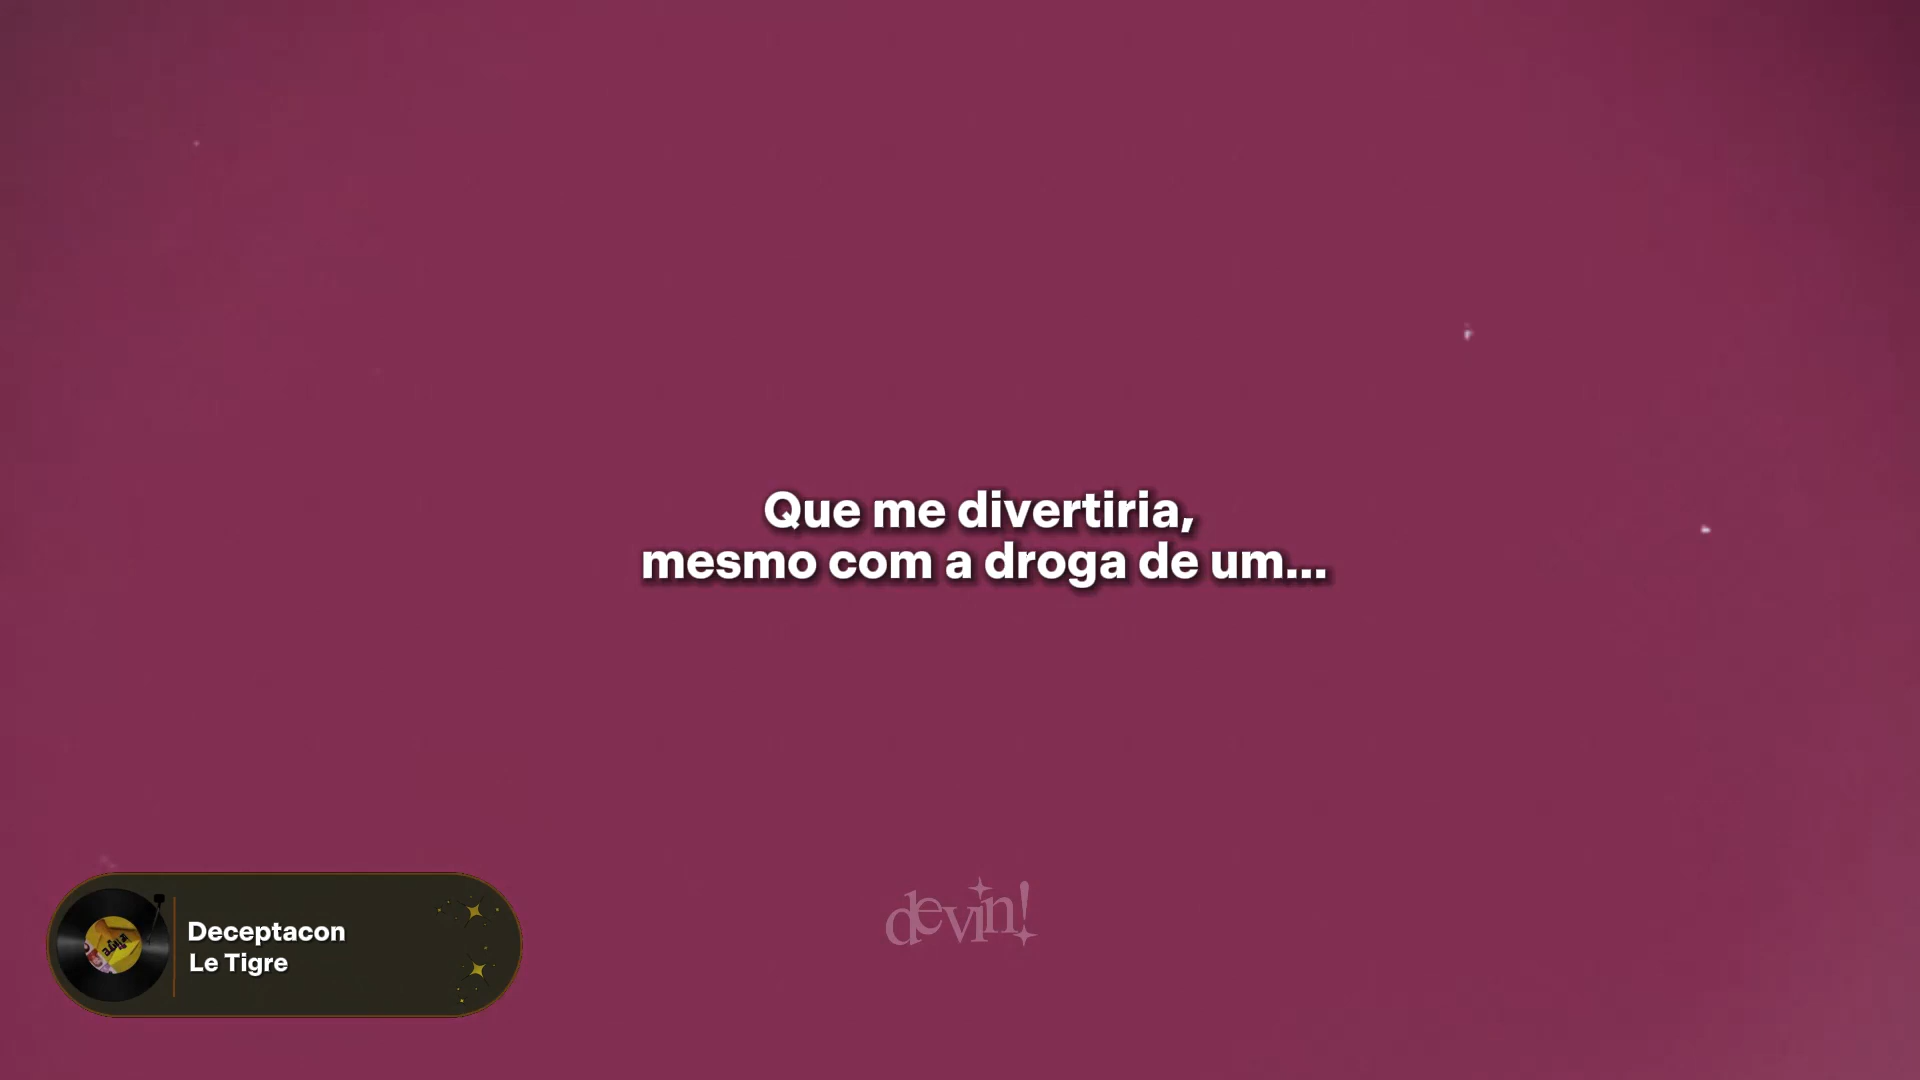 Que me divertiria,
mesmo com a droga de um...
devin!
Deceptacon
Le Tigre